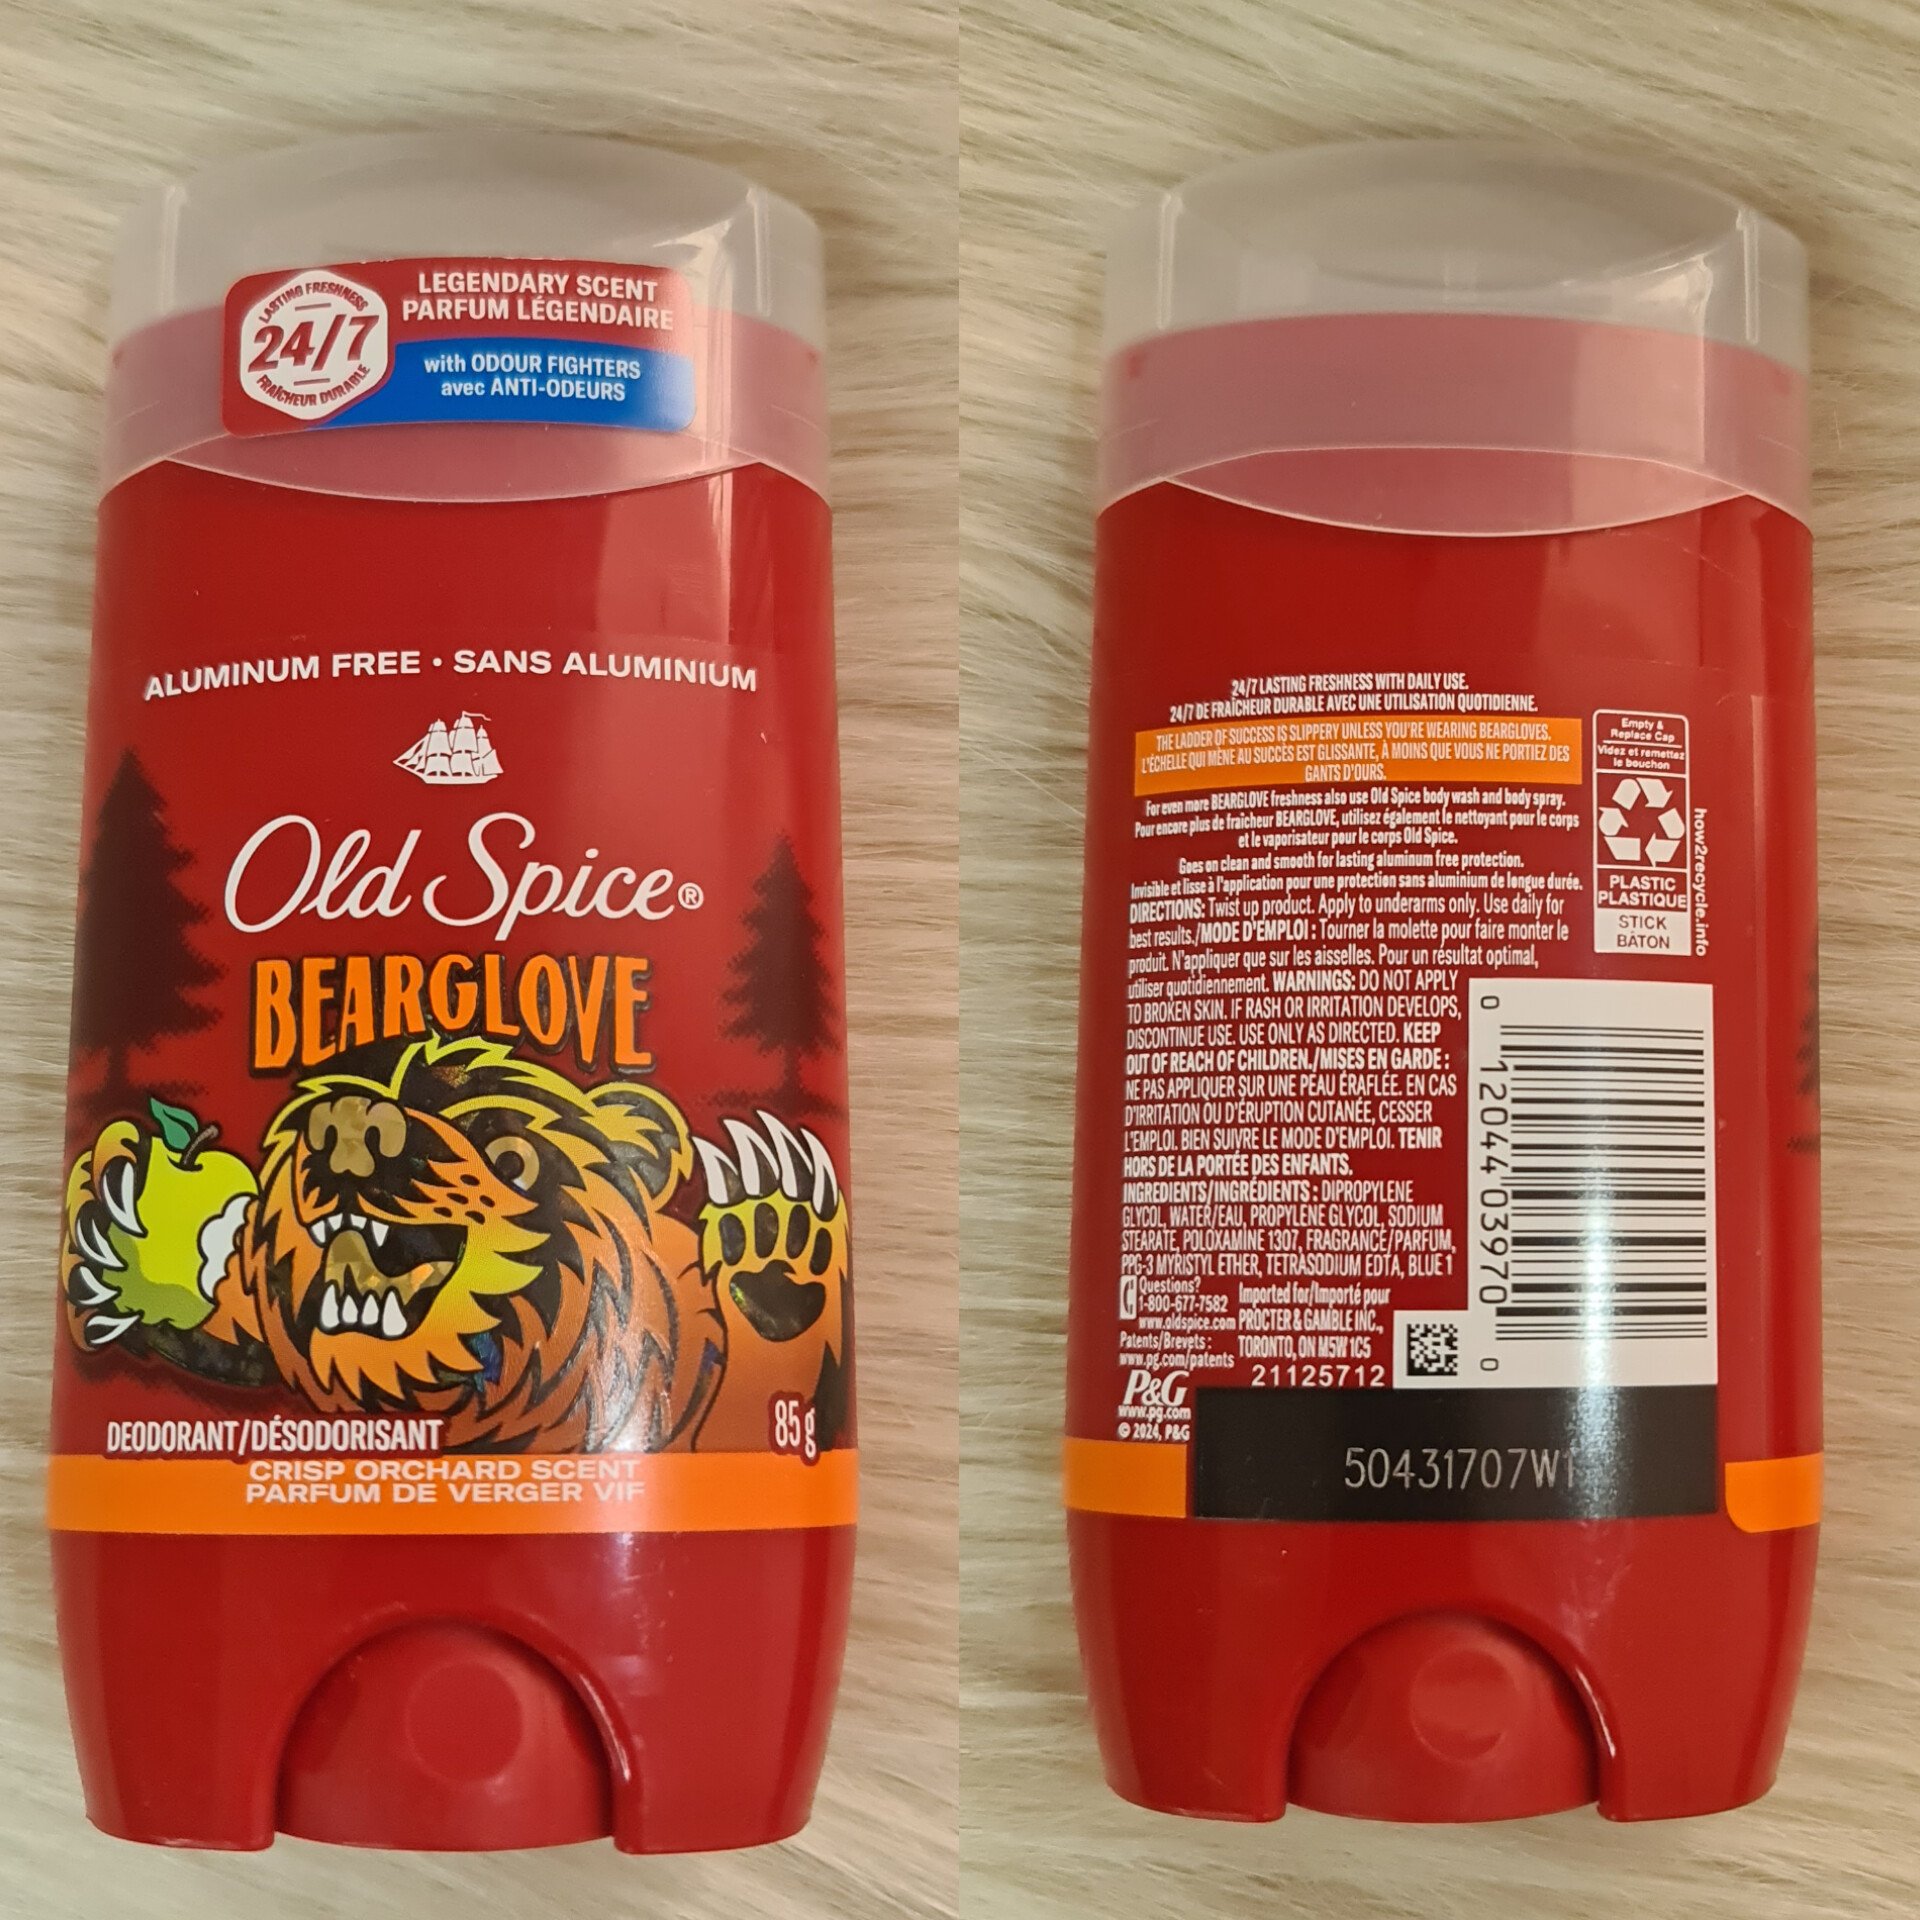 LASTING FRESHNESS
24/7
FRAÎCHEUR DURABLE
LEGENDARY SCENT
PARFUM LÉGENDAIRE
with ODOUR FIGHTERS
avec ANTI-ODEURS
ALUMINUM FREE • SANS ALUMINIUM
Old Spice®
BEARGLOVE
DEODORANT/DÉSODORISANT
85 g
CRISP ORCHARD SCENT
PARFUM DE VERGER VIF
24/7 LASTING FRESHNESS WITH DAILY USE.
24/7 DE FRAÎCHEUR DURABLE AVEC UNE UTILISATION QUOTIDIENNE.
THE LADDER OF SUCCESS IS SLIPPERY UNLESS YOU'RE WEARING BEARGLOVES.
L'ÉCHELLE QUI MÈNE AU SUCCÈS EST GLISSANTE, À MOINS QUE VOUS NE PORTIEZ DES
GANTS D'OURS.
For even more BEARGLOVE freshness also use Old Spice body wash and body spray.
Pour encore plus de fraîcheur BEARGLOVE, utilisez également le nettoyant pour le corps
et le vaporisateur pour le corps Old Spice.
Goes on clean and smooth for lasting aluminum free protection.
Invisible et lisse à l'application pour une protection sans aluminium de longue durée.
DIRECTIONS: Twist up product. Apply to underarms only. Use daily for
best results./MODE D'EMPLOI : Tourner la molette pour faire monter le
produit. N'appliquer que sur les aisselles. Pour un résultat optimal,
utiliser quotidiennement. WARNINGS: DO NOT APPLY
TO BROKEN SKIN. IF RASH OR IRRITATION DEVELOPS,
DISCONTINUE USE. USE ONLY AS DIRECTED. KEEP
OUT OF REACH OF CHILDREN./MISES EN GARDE :
NE PAS APPLIQUER SUR UNE PEAU ÉRAFLÉE. EN CAS
D'IRRITATION OU D'ÉRUPTION CUTANÉE, CESSER
L'EMPLOI. BIEN SUIVRE LE MODE D'EMPLOI. TENIR
HORS DE LA PORTÉE DES ENFANTS.
INGREDIENTS/INGRÉDIENTS : DIPROPYLENE
GLYCOL, WATER/EAU, PROPYLENE GLYCOL, SODIUM
STEARATE, POLOXAMINE 1307, FRAGRANCE/PARFUM,
PPG-3 MYRISTYL ETHER, TETRASODIUM EDTA, BLUE 1
Questions?
1-800-677-7582
www.oldspice.com
Patents/Brevets :
www.pg.com/patents
Imported for/Importé pour
PROCTER & GAMBLE INC.,
TORONTO, ON M5W 1C5
21125712
P&G
www.pg.com
© 2024, P&G
Empty &
Replace Cap
Videz et remettez
le bouchon
PLASTIC
PLASTIQUE
STICK
BÂTON
how2recycle.info
0 12044 03970 0
50431707W1